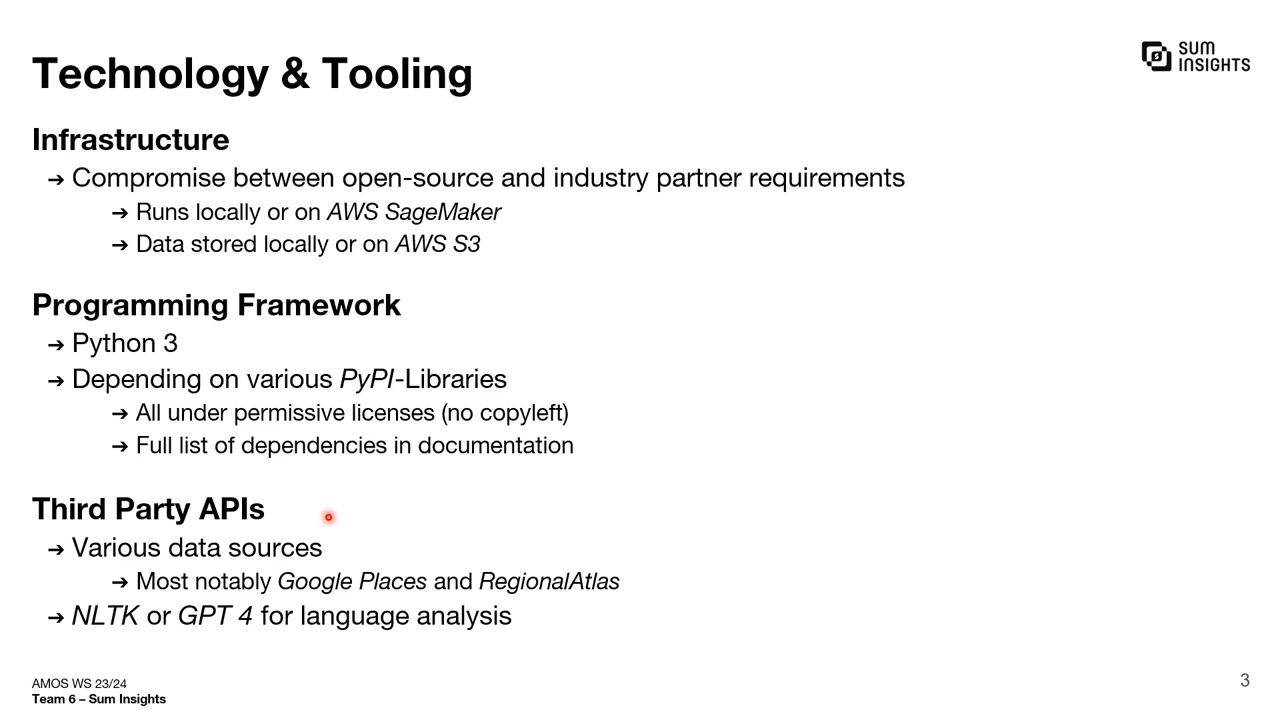 Technology & Tooling
SUM
INSIGHTS
Infrastructure
➔ Compromise between open-source and industry partner requirements
➔ Runs locally or on AWS SageMaker
➔ Data stored locally or on AWS S3
Programming Framework
➔ Python 3
➔ Depending on various PyPI-Libraries
➔ All under permissive licenses (no copyleft)
➔ Full list of dependencies in documentation
Third Party APIs
➔ Various data sources
➔ Most notably Google Places and RegionalAtlas
➔ NLTK or GPT 4 for language analysis
AMOS WS 23/24
Team 6 – Sum Insights
3